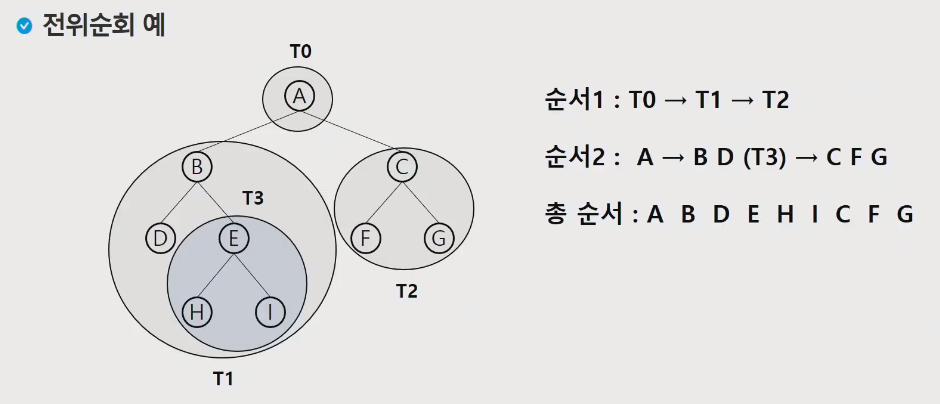 전위순회 예
T0
A
순서1 : T0 → T1 → T2
B
C
순서2 : A → B D (T3) → C F G
T3
총 순서 : A B D E H I C F G
D
E
F
G
T2
H
I
T1